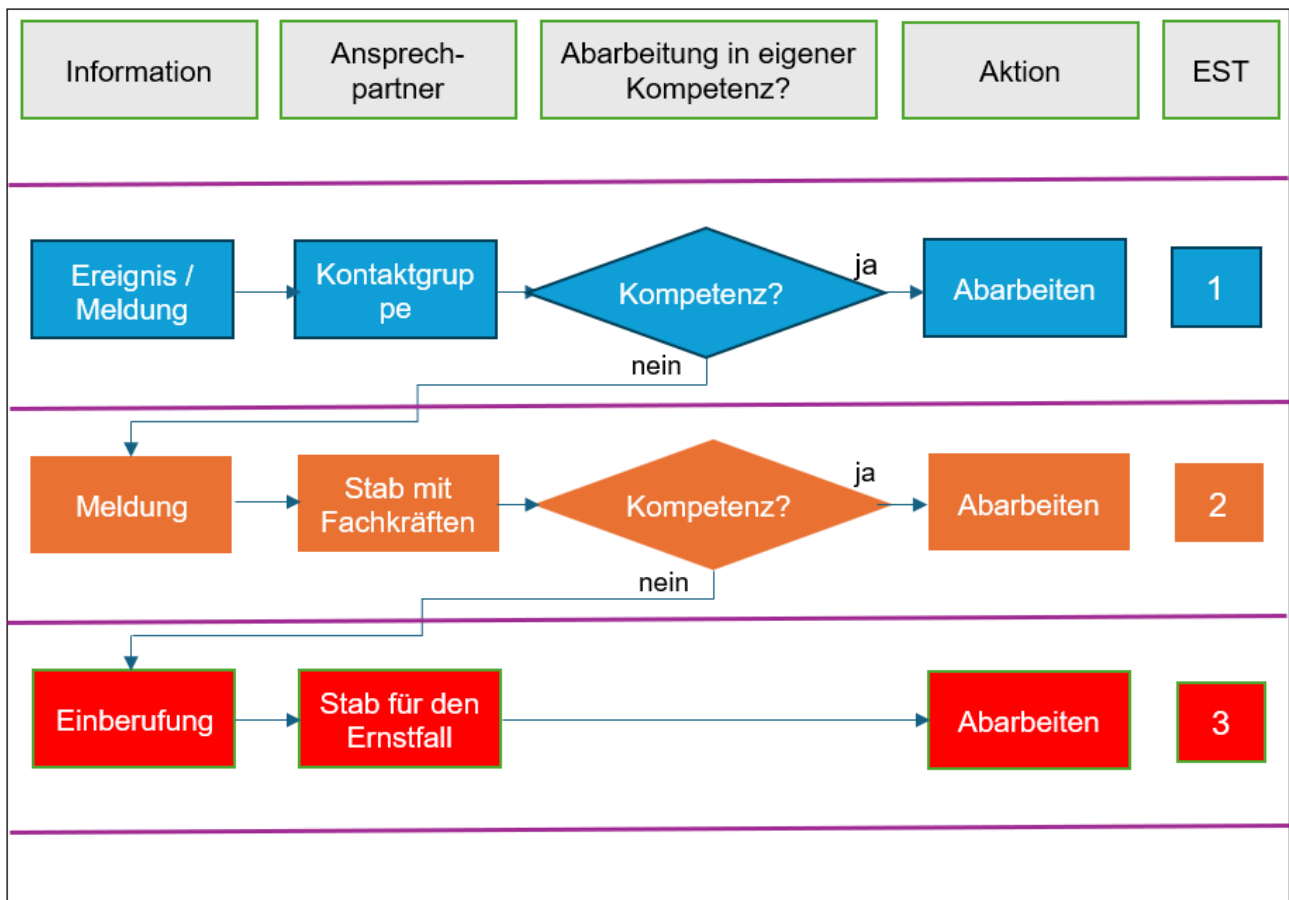 Information
Ansprech-
partner
Abarbeitung in eigener
Kompetenz?
Aktion
EST
Ereignis /
Meldung
Kontaktgrup
pe
Kompetenz?
ja
Abarbeiten
1
nein
Meldung
Stab mit
Fachkräften
Kompetenz?
ja
Abarbeiten
2
nein
Einberufung
Stab für den
Ernstfall
Abarbeiten
3